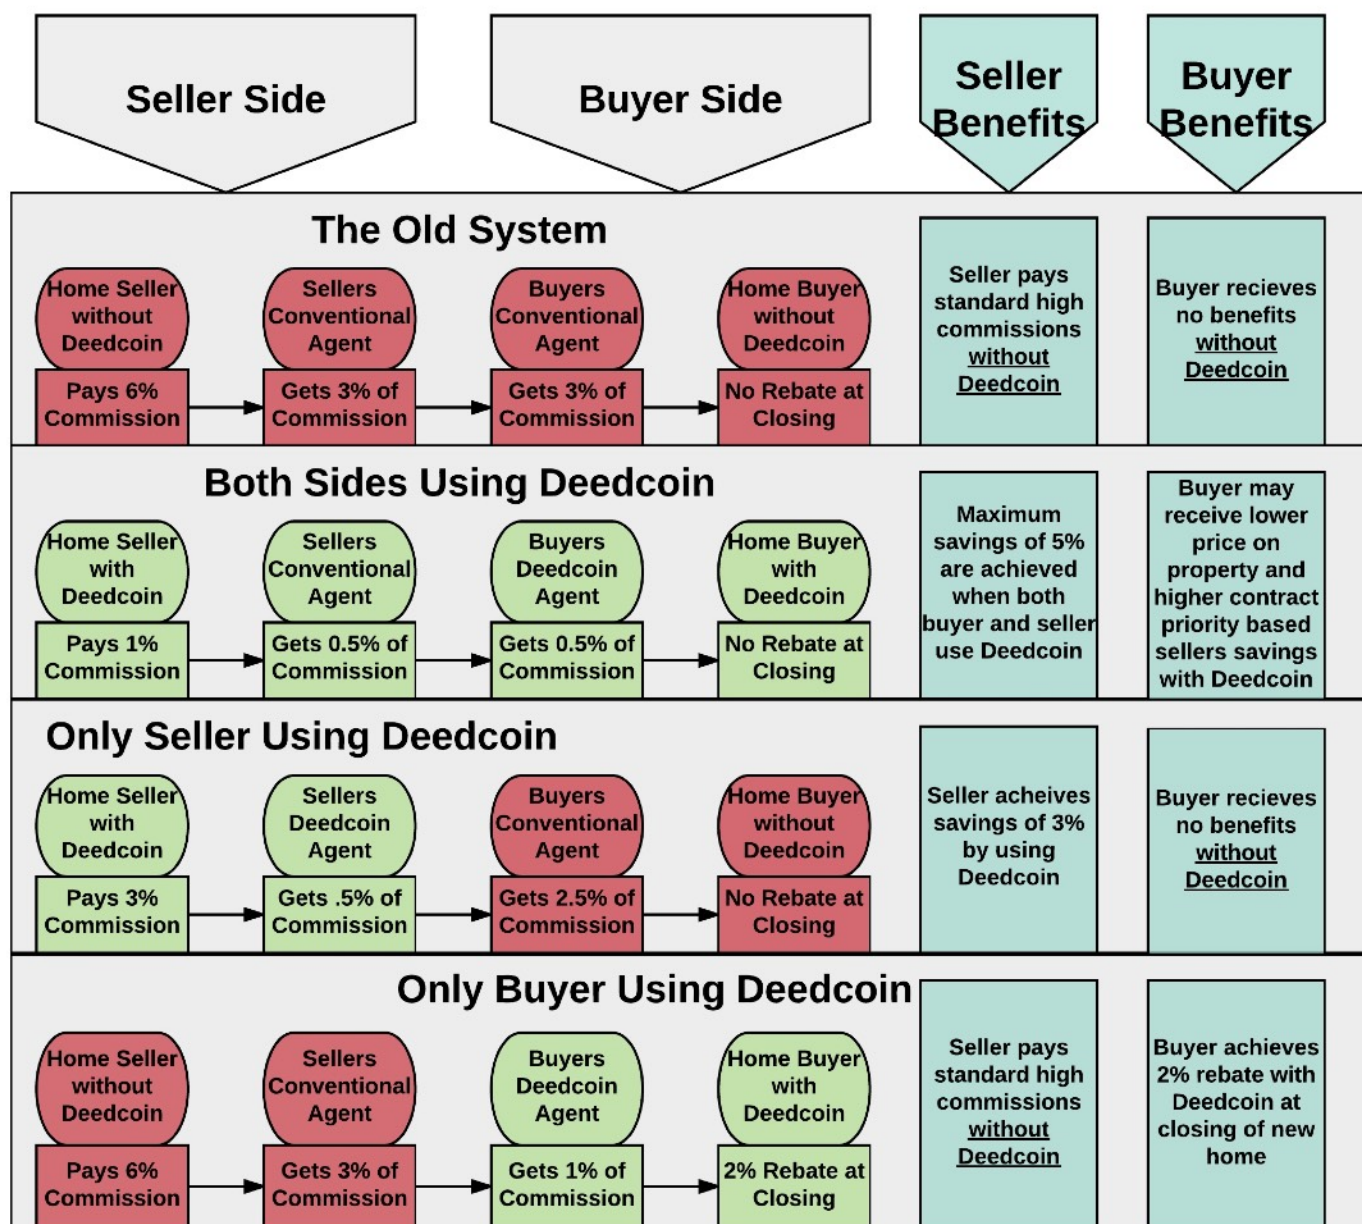 Seller Side
Buyer Side
Seller
Benefits
Buyer
Benefits
The Old System
Home Seller
without
Deedcoin
Pays 6%
Commission
Sellers
Conventional
Agent
Gets 3% of
Commission
Buyers
Conventional
Agent
Gets 3% of
Commission
Home Buyer
without
Deedcoin
No Rebate at
Closing
Seller pays
standard high
commissions
without
Deedcoin
Buyer recieves
no benefits
without
Deedcoin
Both Sides Using Deedcoin
Home Seller
with
Deedcoin
Pays 1%
Commission
Sellers
Conventional
Agent
Gets 0.5% of
Commission
Buyers
Deedcoin
Agent
Gets 0.5% of
Commission
Home Buyer
with
Deedcoin
No Rebate at
Closing
Maximum
savings of 5%
are achieved
when both
buyer and seller
use Deedcoin
Buyer may
receive lower
price on
property and
higher contract
priority based
sellers savings
with Deedcoin
Only Seller Using Deedcoin
Home Seller
with
Deedcoin
Pays 3%
Commission
Sellers
Deedcoin
Agent
Gets .5% of
Commission
Buyers
Conventional
Agent
Gets 2.5% of
Commission
Home Buyer
without
Deedcoin
No Rebate at
Closing
Seller acheives
savings of 3%
by using
Deedcoin
Buyer recieves
no benefits
without
Deedcoin
Only Buyer Using Deedcoin
Home Seller
without
Deedcoin
Pays 6%
Commission
Sellers
Conventional
Agent
Gets 3% of
Commission
Buyers
Deedcoin
Agent
Gets 1% of
Commission
Home Buyer
with
Deedcoin
2% Rebate at
Closing
Seller pays
standard high
commissions
without
Deedcoin
Buyer achieves
2% rebate with
Deedcoin at
closing of new
home